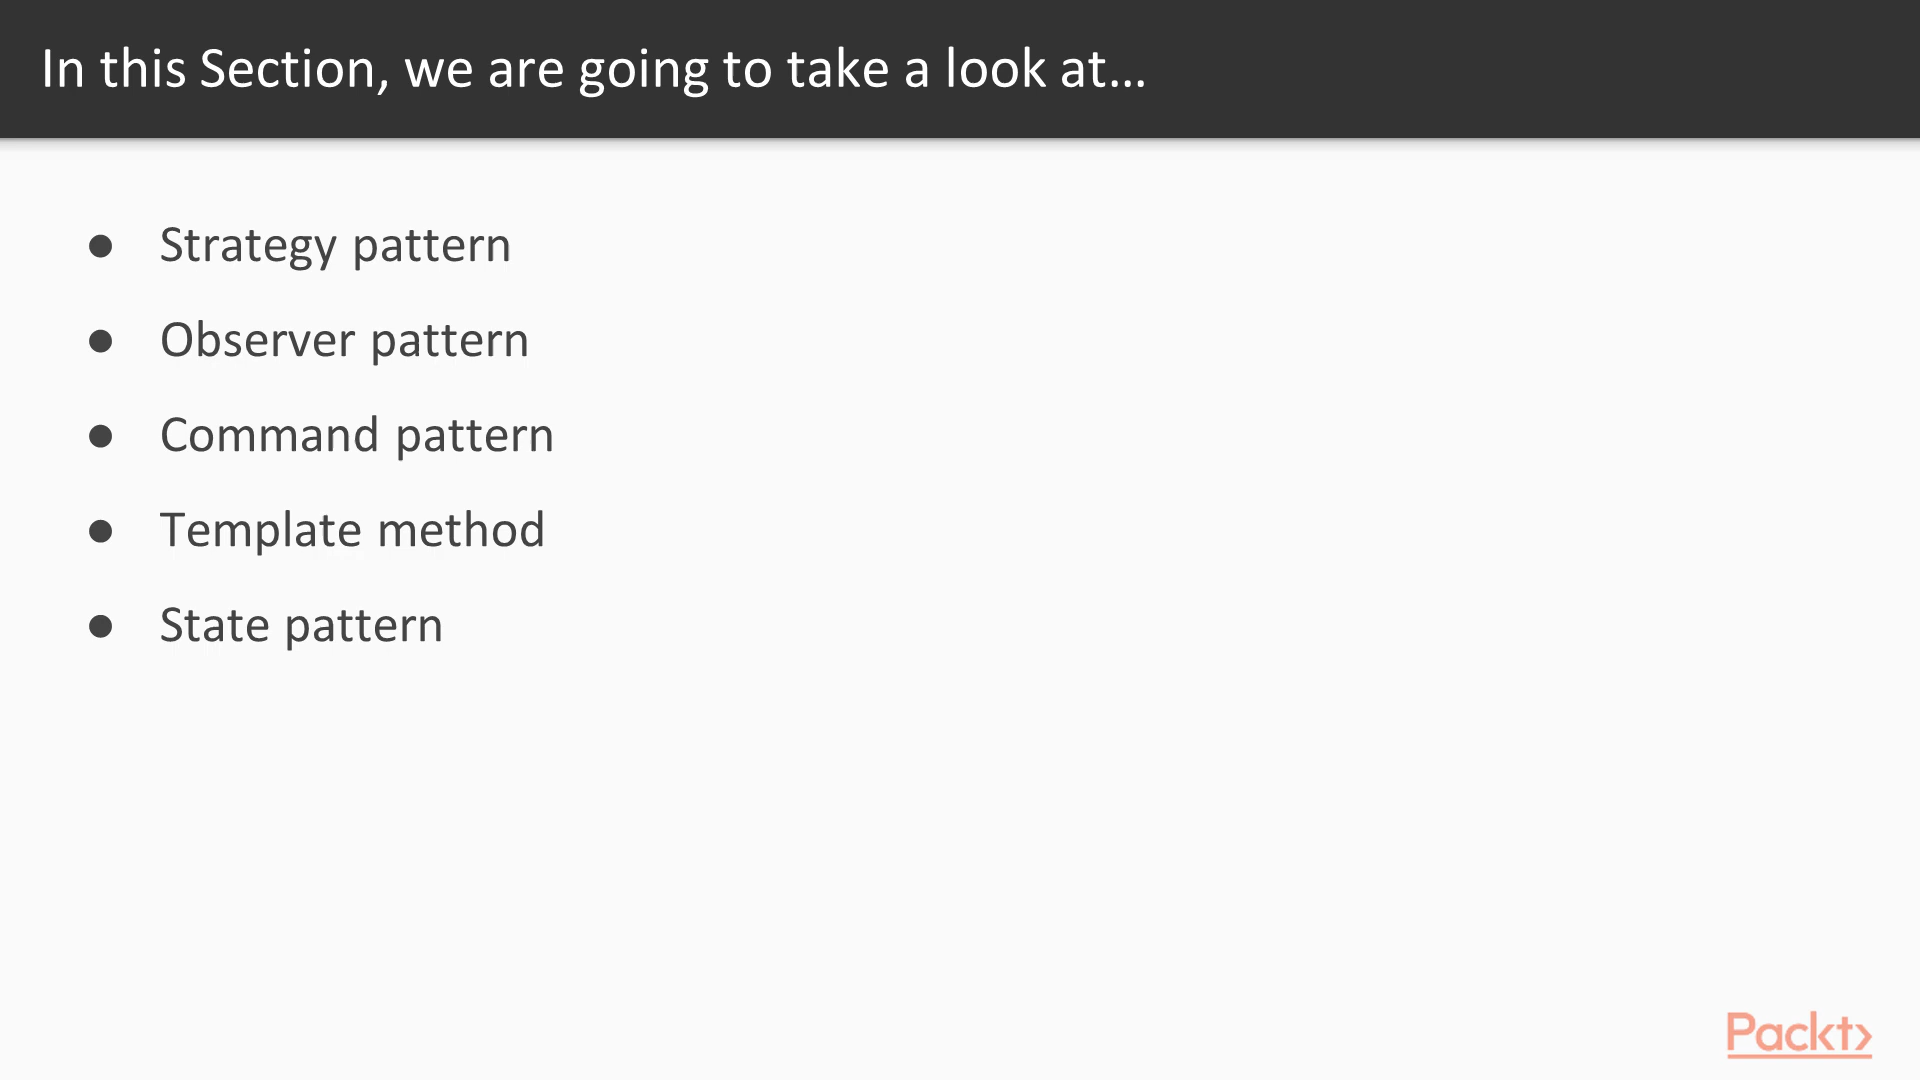 In this Section, we are going to take a look at...
● Strategy pattern
● Observer pattern
● Command pattern
● Template method
● State pattern
Packt>